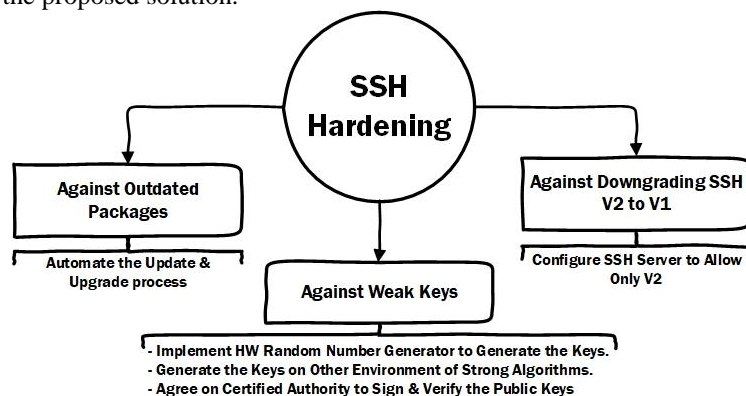 the proposed solution.
SSH
Hardening
Against Outdated
Packages
Automate the Update &
Upgrade process
Against Weak Keys
- Implement HW Random Number Generator to Generate the Keys.
- Generate the Keys on Other Environment of Strong Algorithms.
- Agree on Certified Authority to Sign & Verify the Public Keys
Against Downgrading SSH
V2 to V1
Configure SSH Server to Allow
Only V2